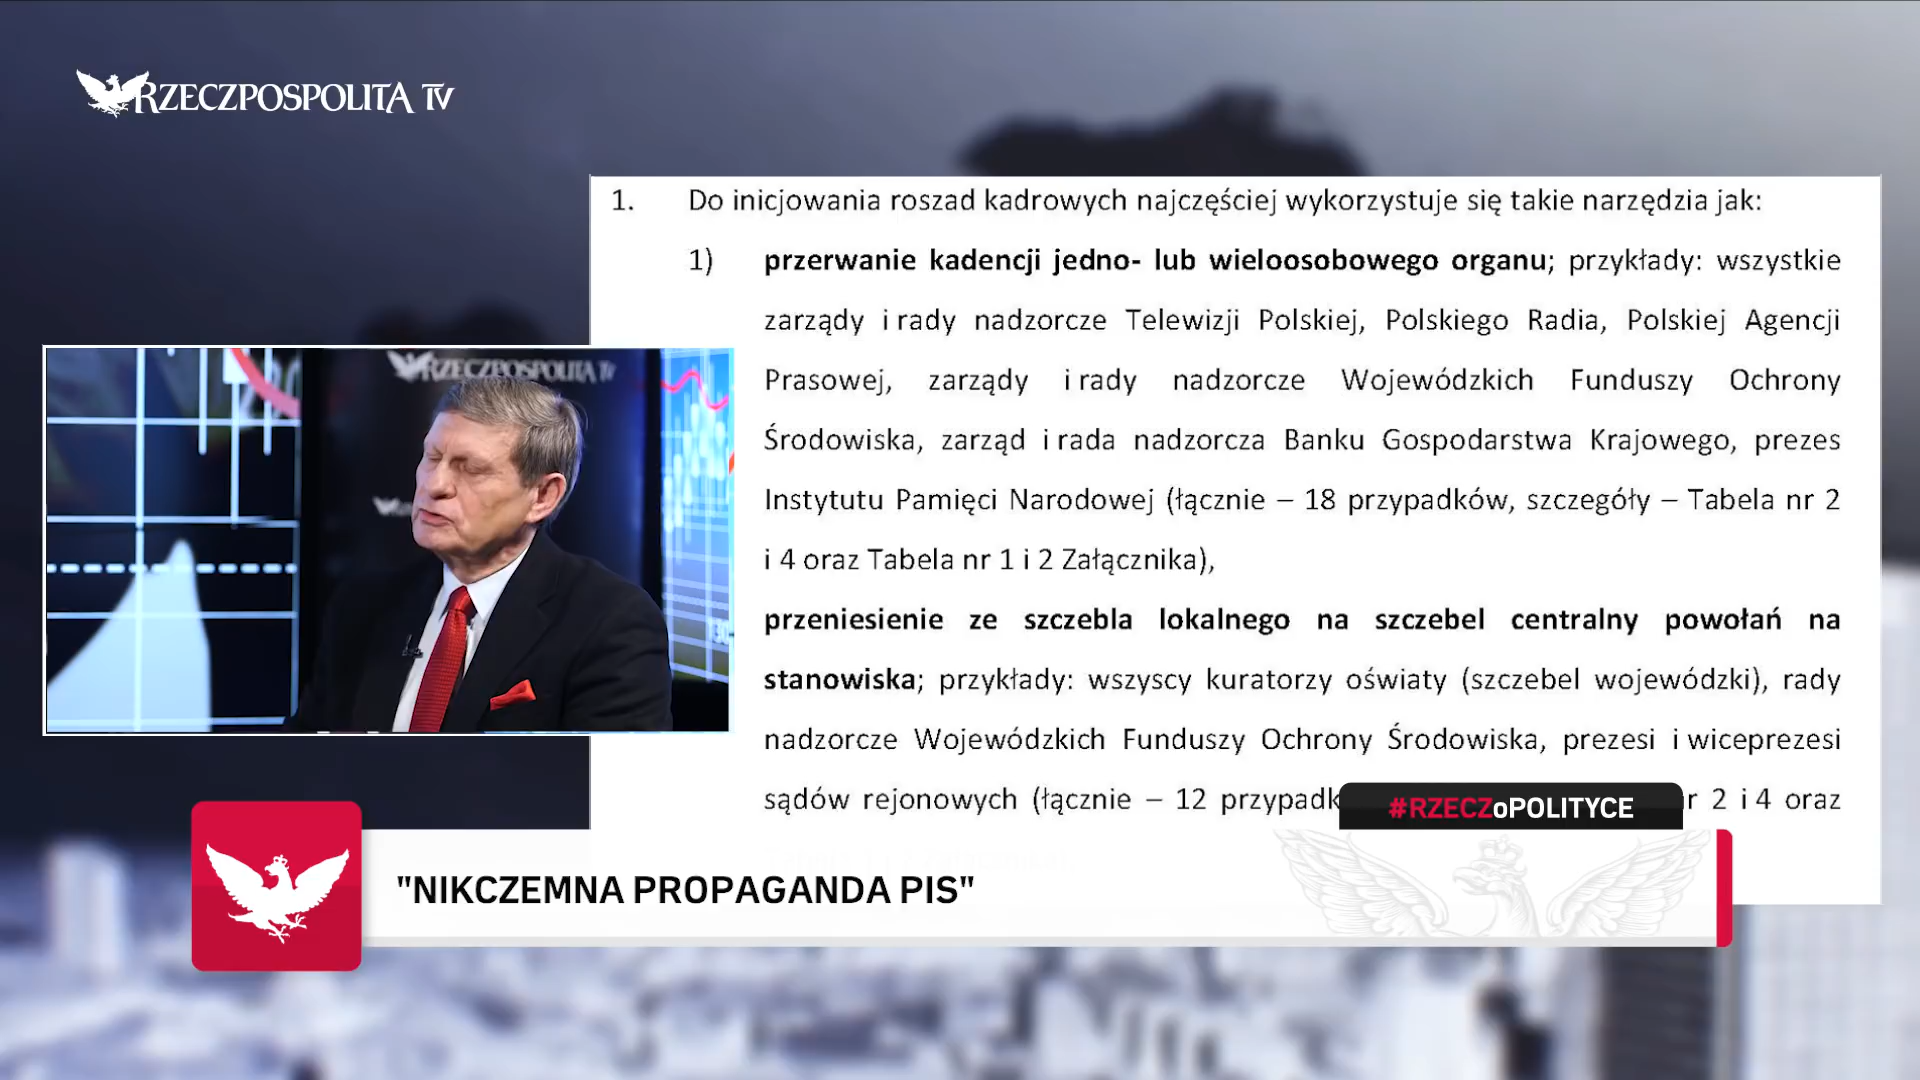 RZECZPOSPOLITA TV
1. Do inicjowania roszad kadrowych najczęściej wykorzystuje się takie narzędzia jak:
1) przerwanie kadencji jedno- lub wieloosobowego organu; przykłady: wszystkie
zarządy i rady nadzorcze Telewizji Polskiej, Polskiego Radia, Polskiej Agencji
Prasowej, zarządy i rady nadzorcze Wojewódzkich Funduszy Ochrony
Środowiska, zarząd i rada nadzorcza Banku Gospodarstwa Krajowego, prezes
Instytutu Pamięci Narodowej (łącznie – 18 przypadków, szczegóły – Tabela nr 2
i 4 oraz Tabela nr 1 i 2 Załącznika),
przeniesienie ze szczebla lokalnego na szczebel centralny powołań na
stanowiska; przykłady: wszyscy kuratorzy oświaty (szczebel wojewódzki), rady
nadzorcze Wojewódzkich Funduszy Ochrony Środowiska, prezesi i wiceprezesi
sądów rejonowych (łącznie – 12 2 i 4 oraz
RZECZPOSPOLITA TV
#RZECZoPOLITYCE
"NIKCZEMNA PROPAGANDA PIS"